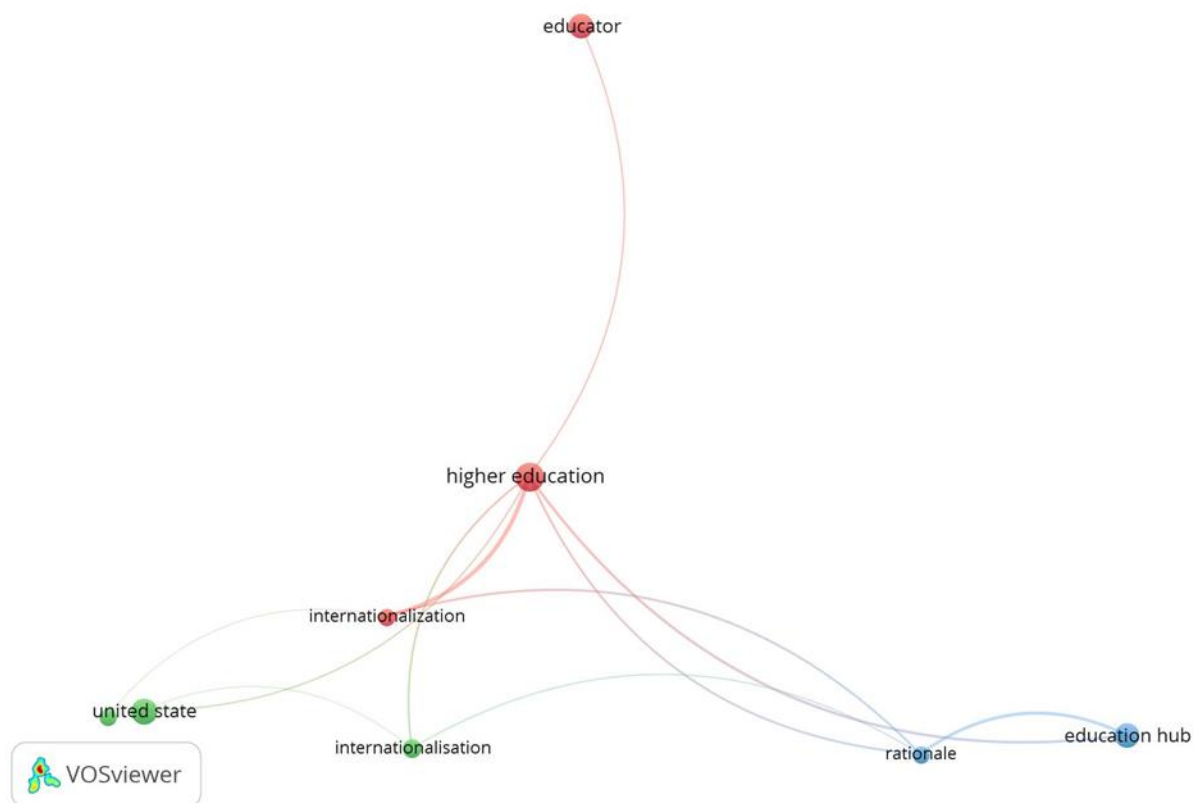 educator
higher education
internationalization
united state
internationalisation
rationale
education hub
VOSviewer